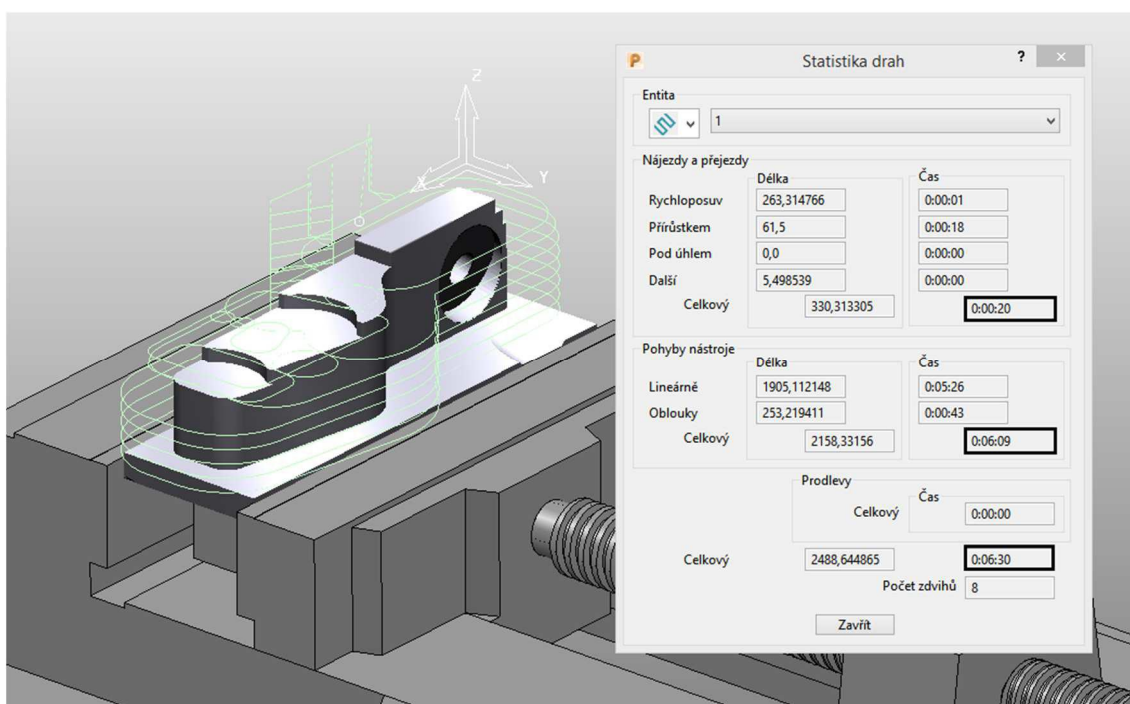 Statistika drah ?
Entita
1
Nájezdy a přejezdy
Délka Čas
Rychloposuv 263,314766 0:00:01
Přírůstkem 61,5 0:00:18
Pod úhlem 0,0 0:00:00
Další 5,498539 0:00:00
Celkový 330,313305 0:00:20
Pohyby nástroje
Délka Čas
Lineárně 1905,112148 0:05:26
Oblouky 253,219411 0:00:43
Celkový 2158,33156 0:06:09
Prodlevy
Čas
Celkový 0:00:00
Celkový 2488,644865 0:06:30
Počet zdvihů 8
Zavřít
Z
X
Y